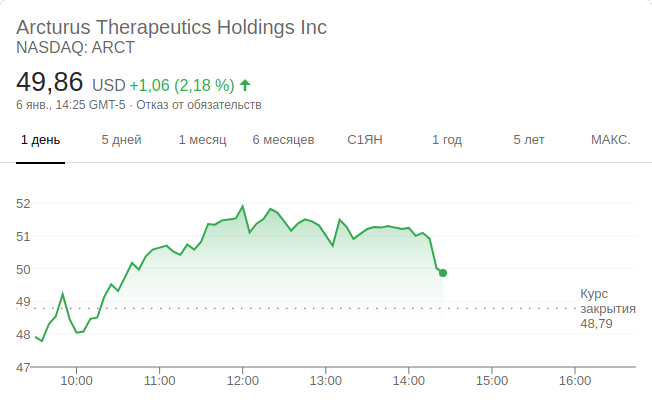 Arcturus Therapeutics Holdings Inc
NASDAQ: ARCT
49,86 USD +1,06 (2,18 %)
6 янв., 14:25 GMT-5 · Отказ от обязательств
1 день 5 дней 1 месяц 6 месяцев С1ЯН 1 год 5 лет МАКС.
52
51
50
49
Курс
закрытия
48,79
48
47
10:00 11:00 12:00 13:00 14:00 15:00 16:00